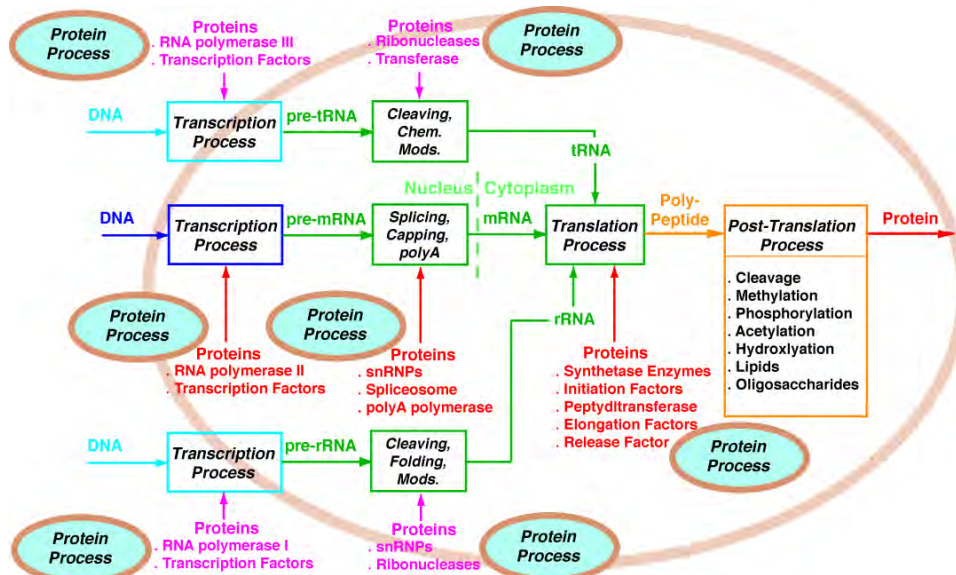 Protein
Process
Proteins
. RNA polymerase III
. Transcription Factors
Proteins
. Ribonucleases
. Transferase
Protein
Process
DNA
Transcription
Process
pre-tRNA
Cleaving,
Chem.
Mods.
tRNA
Nucleus
Cytoplasm
DNA
Transcription
Process
pre-mRNA
Splicing,
Capping,
polyA
mRNA
Translation
Process
Poly-
Peptide
Post-Translation
Process
. Cleavage
. Methylation
. Phosphorylation
. Acetylation
. Hydroxlyation
. Lipids
. Oligosaccharides
Protein
Protein
Process
Protein
Process
rRNA
Proteins
. RNA polymerase II
. Transcription Factors
Proteins
. snRNPs
. Spliceosome
. polyA polymerase
Proteins
. Synthetase Enzymes
. Initiation Factors
. Peptydltransferase
. Elongation Factors
. Release Factor
Protein
Process
DNA
Transcription
Process
pre-rRNA
Cleaving,
Folding,
Mods.
Protein
Process
Proteins
. RNA polymerase I
. Transcription Factors
Proteins
. snRNPs
. Ribonucleases
Protein
Process